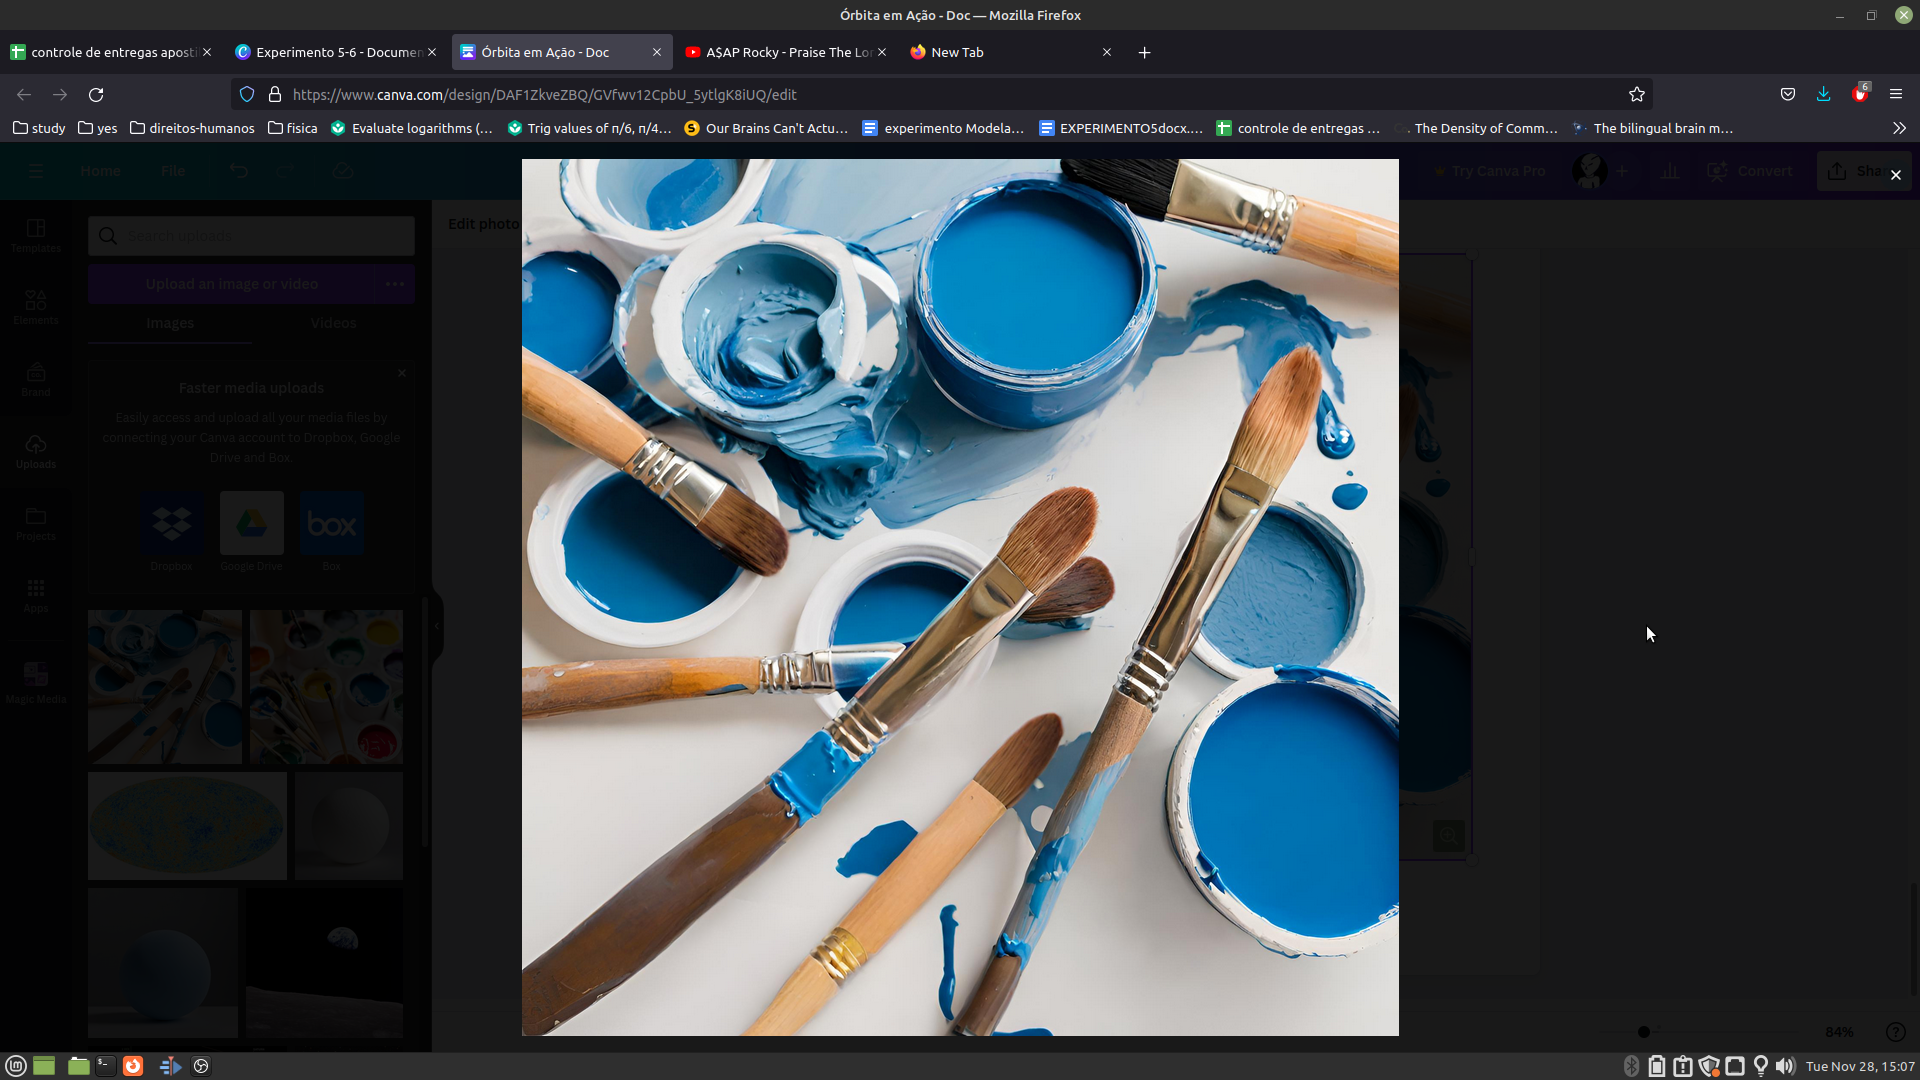 Órbita em Ação - Doc — Mozilla Firefox
controle de entregas aposti
Experimento 5-6 - Documen
Órbita em Ação - Doc
A$AP Rocky - Praise The Lor
New Tab
https://www.canva.com/design/DAF1ZkveZBQ/GVfwv12CpbU_5ytlgK8iUQ/edit
6
study
yes
direitos-humanos
fisica
Evaluate logarithms (...
Trig values of π/6, π/4...
Our Brains Can't Actu...
experimento Modela...
EXPERIMENTO5docx....
controle de entregas ...
The Density of Comm...
The bilingual brain m...
Home
File
Try Canva Pro
Convert
Sha
Templates
Search uploads
Edit photo
Upload an image or video
Elements
Images
Videos
Brand
Faster media uploads
Easily access and upload all your media files by
connecting your Canva account to Dropbox, Google
Drive and Box.
Uploads
Projects
box
Dropbox
Google Drive
Box
Apps
Magic Media
84%
Tue Nov 28, 15:07